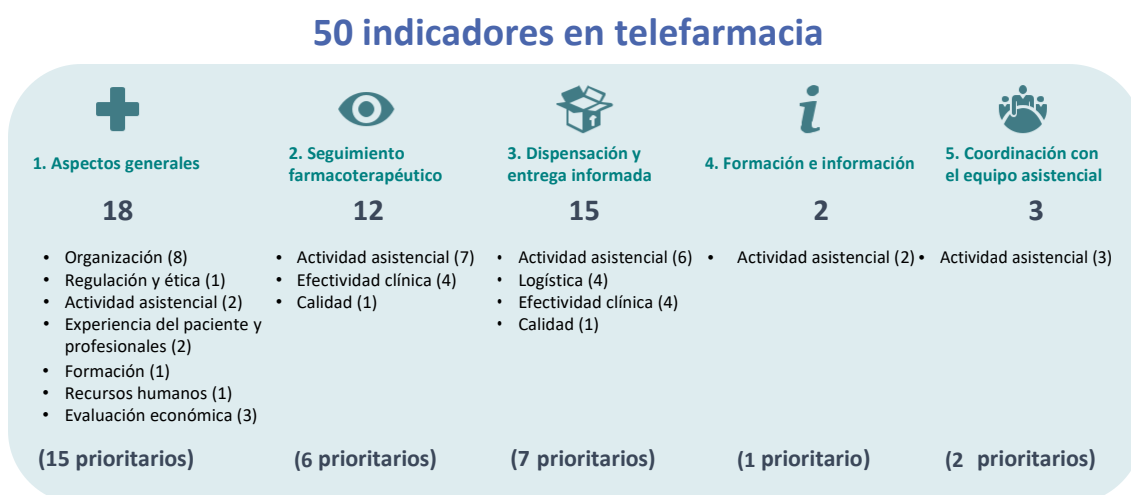 50 indicadores en telefarmacia
1. Aspectos generales
18
• Organización (8)
• Regulación y ética (1)
• Actividad asistencial (2)
• Experiencia del paciente y
profesionales (2)
• Formación (1)
• Recursos humanos (1)
• Evaluación económica (3)
(15 prioritarios)
2. Seguimiento
farmacoterapéutico
12
• Actividad asistencial (7)
• Efectividad clínica (4)
• Calidad (1)
(6 prioritarios)
3. Dispensación y
entrega informada
15
• Actividad asistencial (6)
• Logística (4)
• Efectividad clínica (4)
• Calidad (1)
(7 prioritarios)
4. Formación e información
2
• Actividad asistencial (2)
(1 prioritario)
5. Coordinación con
el equipo asistencial
3
• Actividad asistencial (3)
(2 prioritarios)